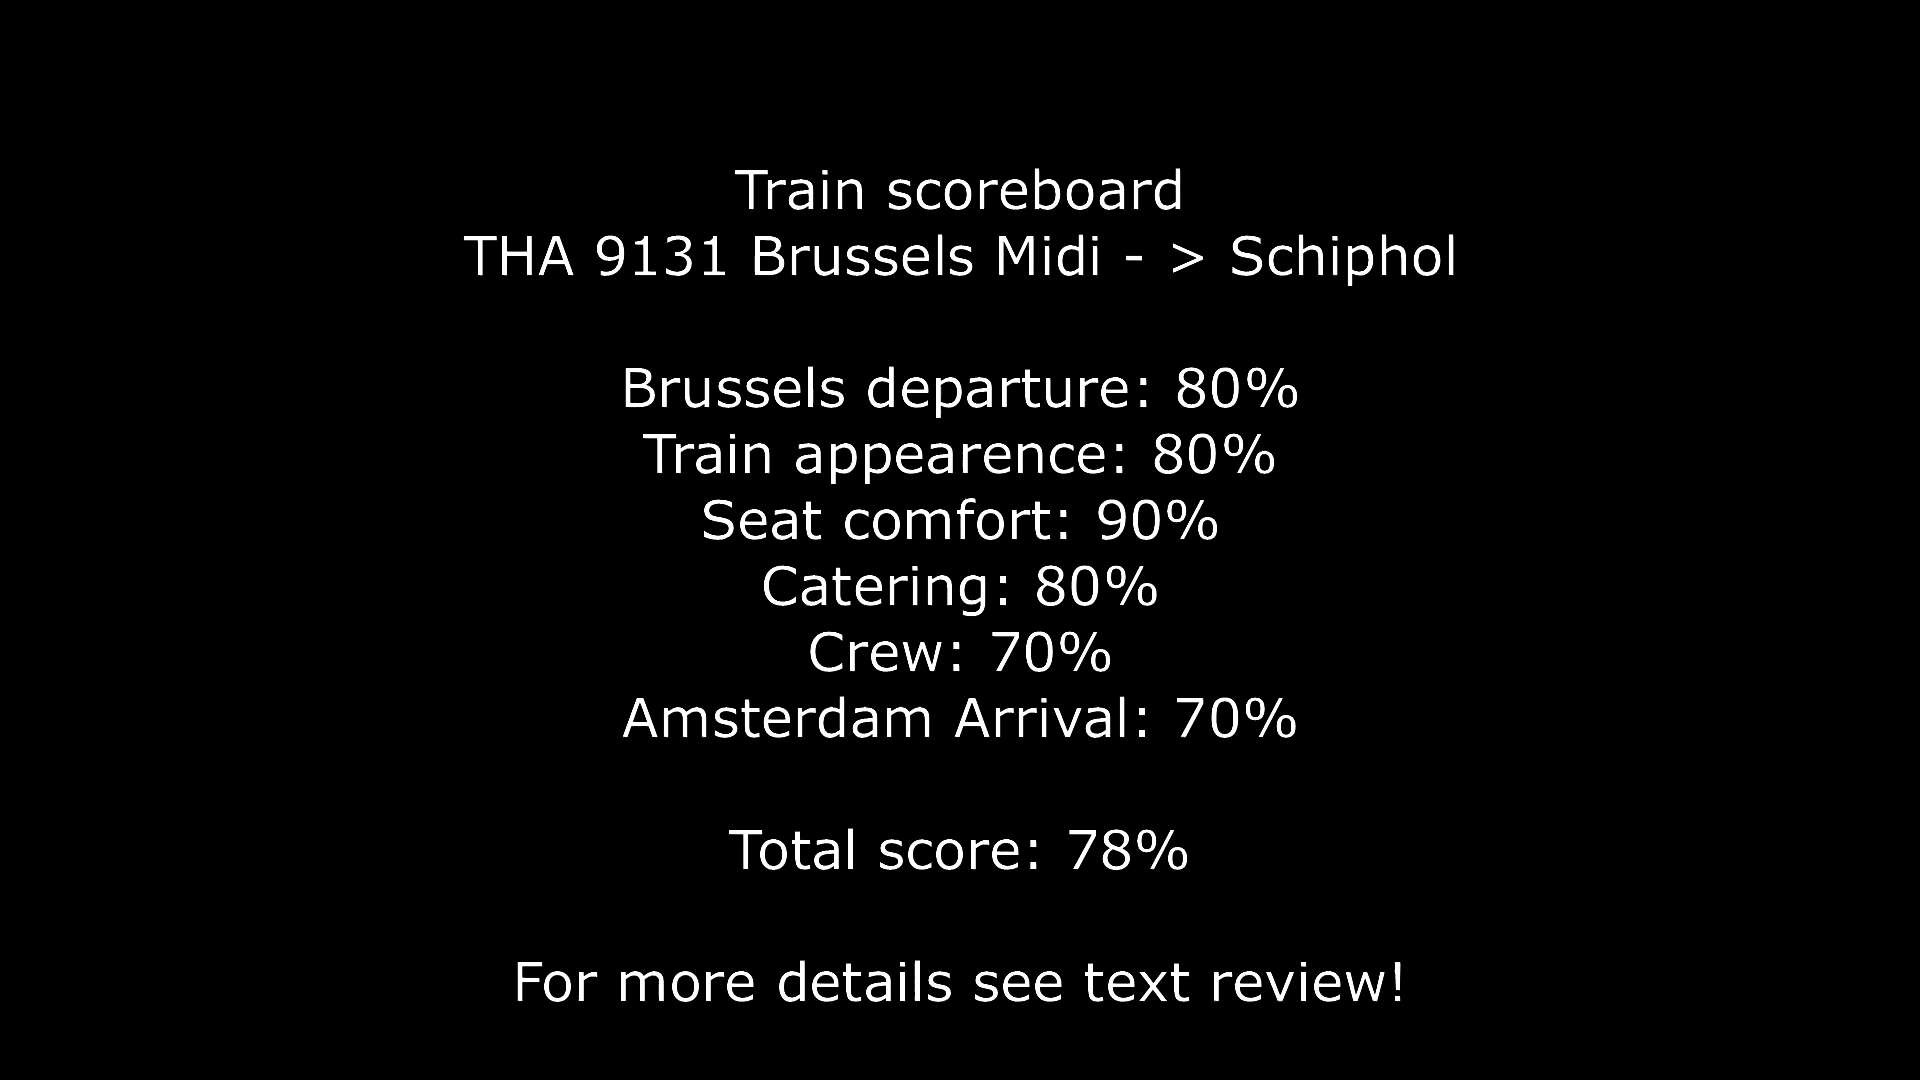 Train scoreboard
THA 9131 Brussels Midi - > Schiphol
Brussels departure: 80%
Train appearence: 80%
Seat comfort: 90%
Catering: 80%
Crew: 70%
Amsterdam Arrival: 70%
Total score: 78%
For more details see text review!